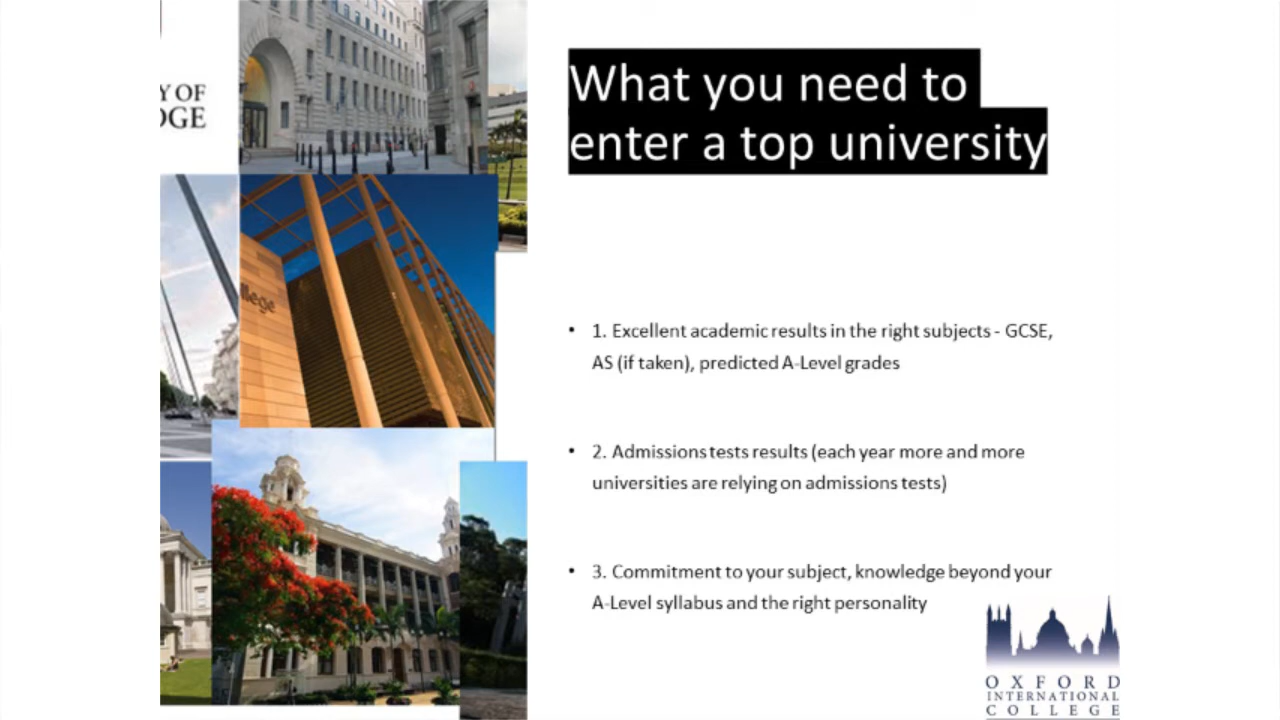 Y OF
DGE
What you need to
enter a top university
llege
• 1. Excellent academic results in the right subjects - GCSE,
AS (if taken), predicted A-Level grades
• 2. Admissions tests results (each year more and more
universities are relying on admissions tests)
• 3. Commitment to your subject, knowledge beyond your
A-Level syllabus and the right personality
OXFORD
INTERNATIONAL
COLLEGE